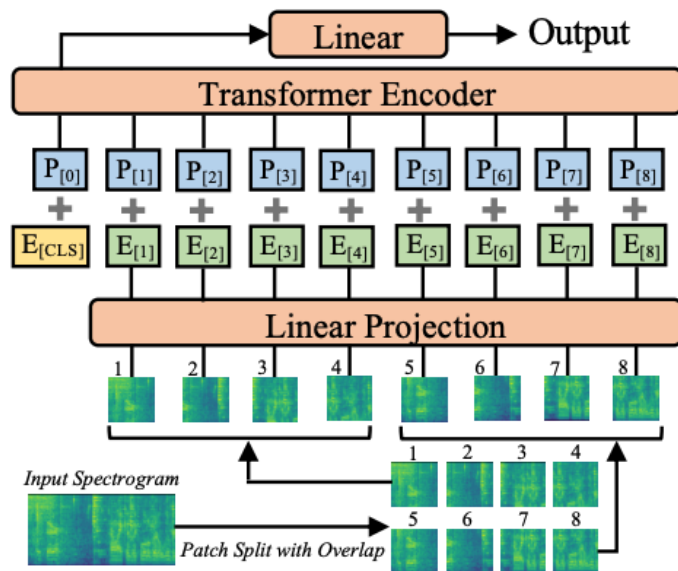 Linear
Output
Transformer Encoder
P[0] P[1] P[2] P[3] P[4] P[5] P[6] P[7] P[8]
+ + + + + + + + +
E[CLS] E[1] E[2] E[3] E[4] E[5] E[6] E[7] E[8]
Linear Projection
1 2 3 4 5 6 7 8
1 2 3 4
Input Spectrogram
5 6 7 8
Patch Split with Overlap